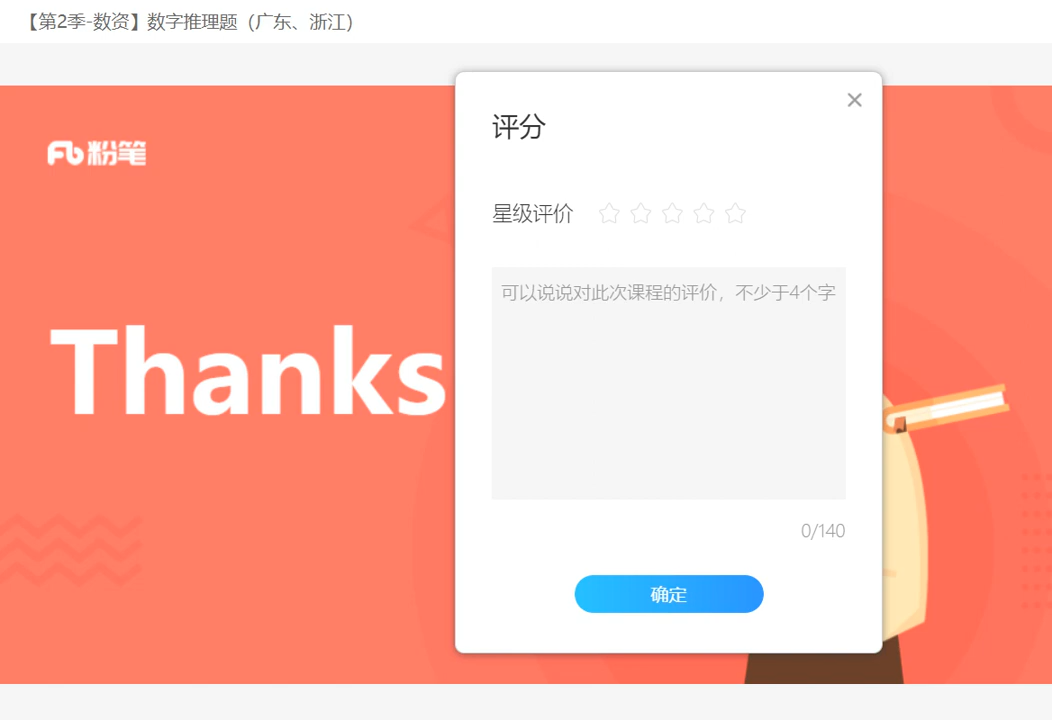 【第2季-数资】数字推理题（广东、浙江）
粉笔
Thanks
评分
星级评价
可以说说对此次课程的评价，不少于4个字
0/140
确定